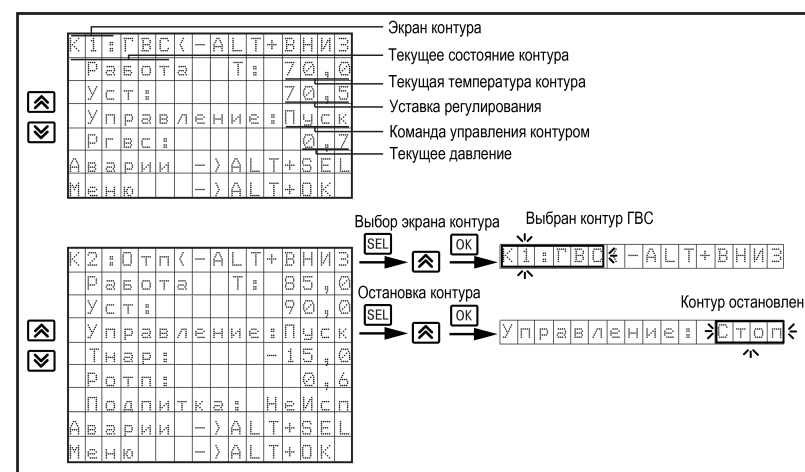 К1:ГВС<-ALT+ВНИЗ
Работа Т: 70,0
Уст: 70,5
Управление:Пуск
Ргвс: 0,7
Аварии ->ALT+SEL
Меню ->ALT+OK
Экран контура
Текущее состояние контура
Текущая температура контура
Уставка регулирования
Команда управления контуром
Текущее давление
К2:Отп<-ALT+ВНИЗ
Работа Т: 85,0
Уст: 90,0
Управление:Пуск
Тнар: -15,0
Ротп: 0,6
Подпитка: НеИсп
Аварии ->ALT+SEL
Меню ->ALT+OK
Выбор экрана контура
SEL OK
Выбран контур ГВС
К1:ГВС<-ALT+ВНИЗ
Остановка контура
SEL OK
Контур остановлен
Управление:Стоп